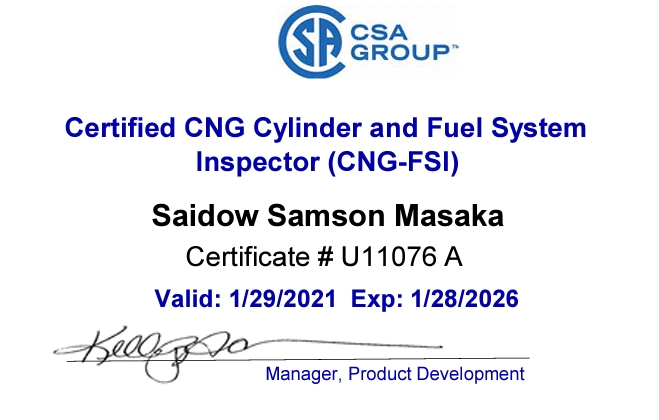 CSA
GROUP™
Certified CNG Cylinder and Fuel System
Inspector (CNG-FSI)
Saidow Samson Masaka
Certificate # U11076 A
Valid: 1/29/2021  Exp: 1/28/2026
Manager, Product Development